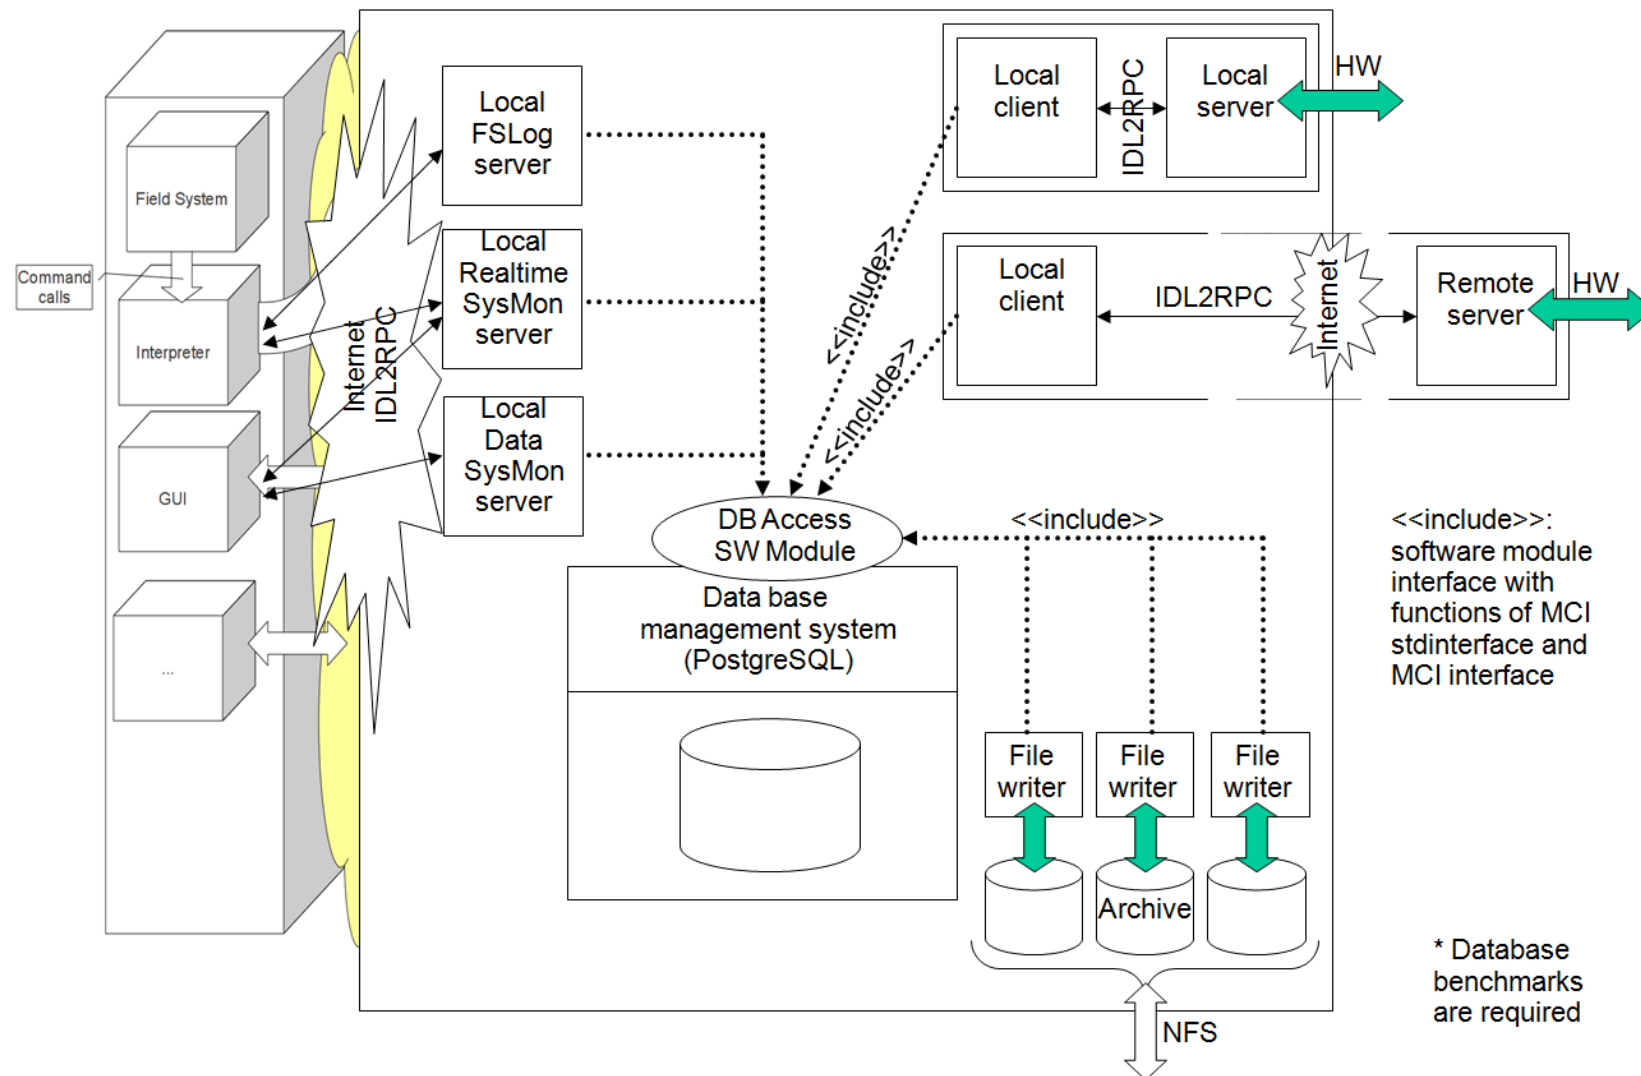 Field System
Command
calls
Interpreter
GUI
...
Internet
IDL2RPC
Local
FSLog
server
Local
Realtime
SysMon
server
Local
Data
SysMon
server
Local
client
IDL2RPC
Local
server
HW
Local
client
IDL2RPC
Internet
Remote
server
HW
<<include>>
<<include>>
DB Access
SW Module
Data base
management system
(PostgreSQL)
<<include>>
<<include>>:
software module
interface with
functions of MCI
stdinterface and
MCI interface
File
writer
File
writer
File
writer
Archive
NFS
* Database
benchmarks
are required